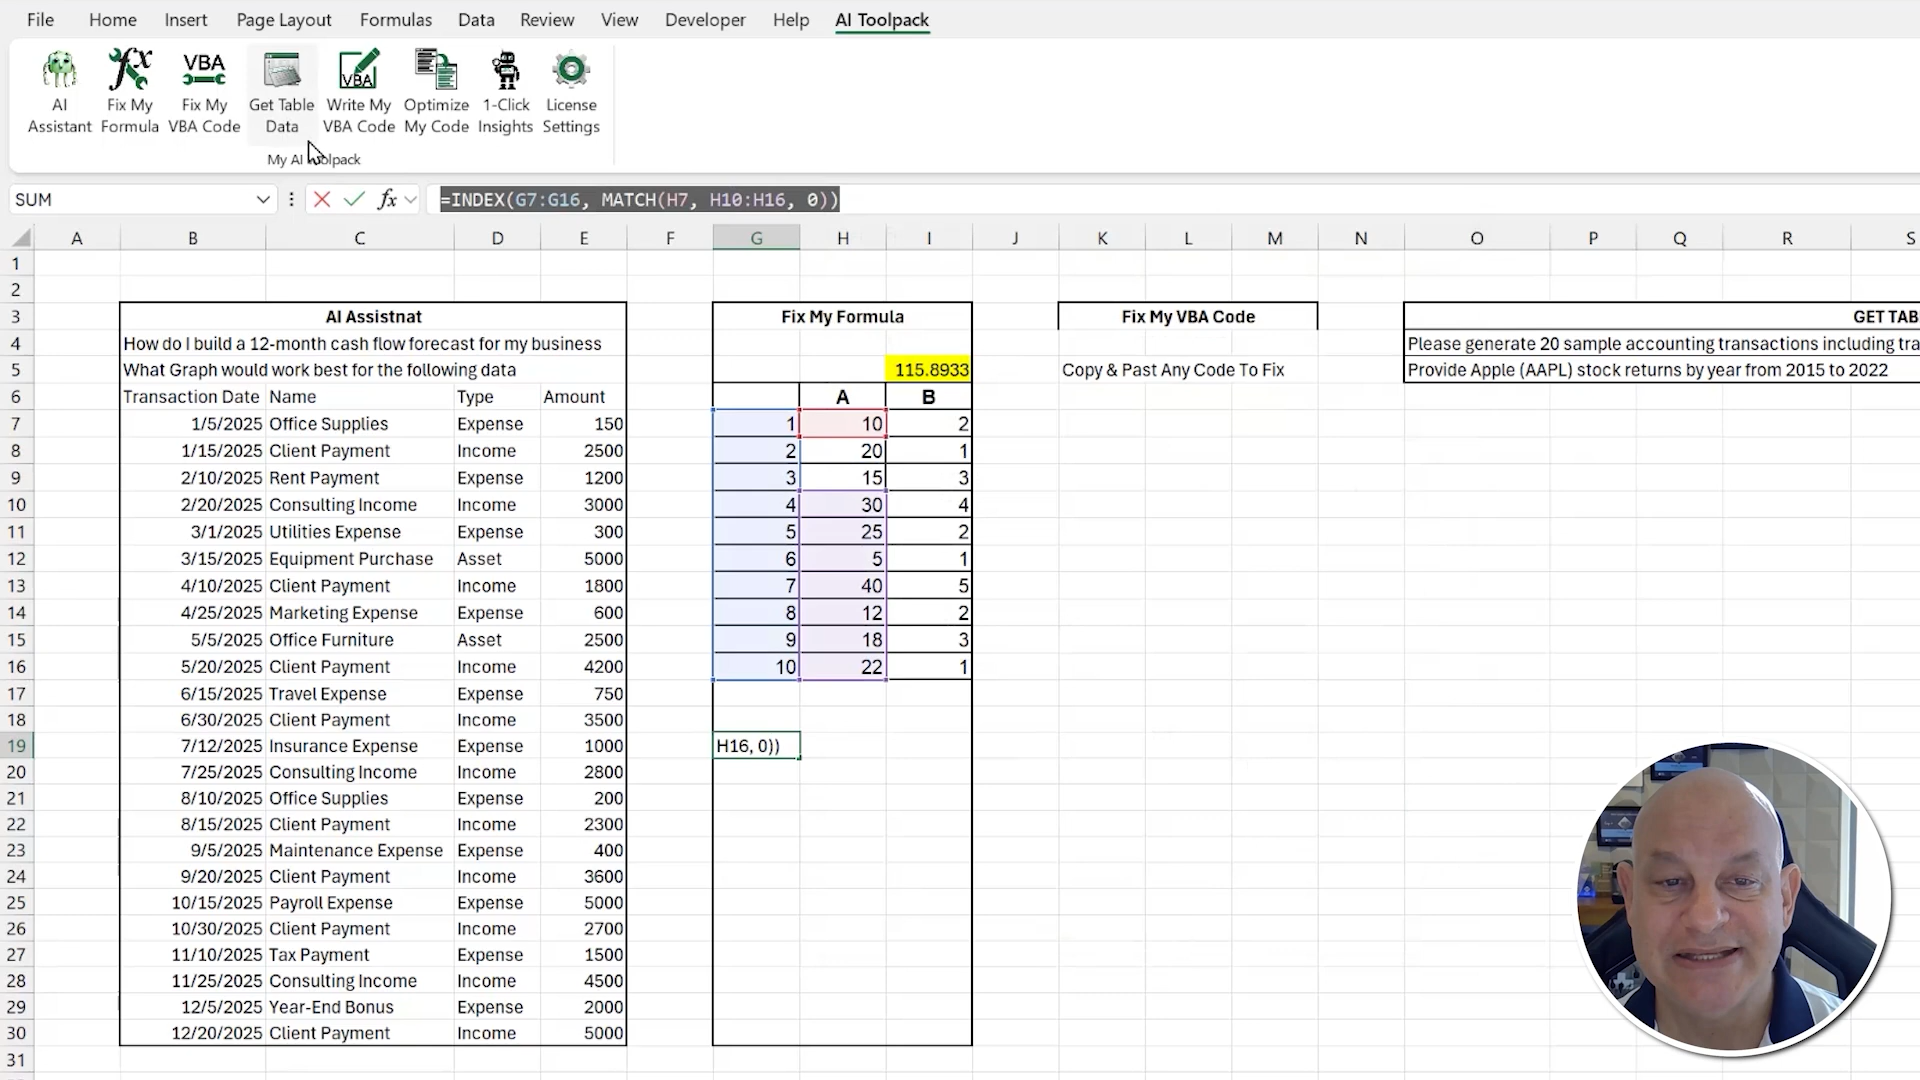 File Home Insert Page Layout Formulas Data Review View Developer Help AI Toolpack
AI Assistant
Fix My Formula
Fix My VBA Code
Get Table Data
VBA Write My VBA Code
Optimize My Code
1-Click Insights
License Settings
My AI Toolpack
SUM fx =INDEX(G7:G16, MATCH(H7, H10:H16, 0))
A B C D E F G H I J K L M N O P Q R S
1
2
3 AI Assistnat Fix My Formula Fix My VBA Code GET TAB
4 How do I build a 12-month cash flow forecast for my business Please generate 20 sample accounting transactions including tra
5 What Graph would work best for the following data 115.8933 Copy & Past Any Code To Fix Provide Apple (AAPL) stock returns by year from 2015 to 2022
6 Transaction Date Name Type Amount A B
7 1/5/2025 Office Supplies Expense 150 1 10 2
8 1/15/2025 Client Payment Income 2500 2 20 1
9 2/10/2025 Rent Payment Expense 1200 3 15 3
10 2/20/2025 Consulting Income Income 3000 4 30 4
11 3/1/2025 Utilities Expense Expense 300 5 25 2
12 3/15/2025 Equipment Purchase Asset 5000 6 5 1
13 4/10/2025 Client Payment Income 1800 7 40 5
14 4/25/2025 Marketing Expense Expense 600 8 12 2
15 5/5/2025 Office Furniture Asset 2500 9 18 3
16 5/20/2025 Client Payment Income 4200 10 22 1
17 6/15/2025 Travel Expense Expense 750
18 6/30/2025 Client Payment Income 3500
19 7/12/2025 Insurance Expense Expense 1000 H16, 0))
20 7/25/2025 Consulting Income Income 2800
21 8/10/2025 Office Supplies Expense 200
22 8/15/2025 Client Payment Income 2300
23 9/5/2025 Maintenance Expense Expense 400
24 9/20/2025 Client Payment Income 3600
25 10/15/2025 Payroll Expense Expense 5000
26 10/30/2025 Client Payment Income 2700
27 11/10/2025 Tax Payment Expense 1500
28 11/25/2025 Consulting Income Income 4500
29 12/5/2025 Year-End Bonus Expense 2000
30 12/20/2025 Client Payment Income 5000
31